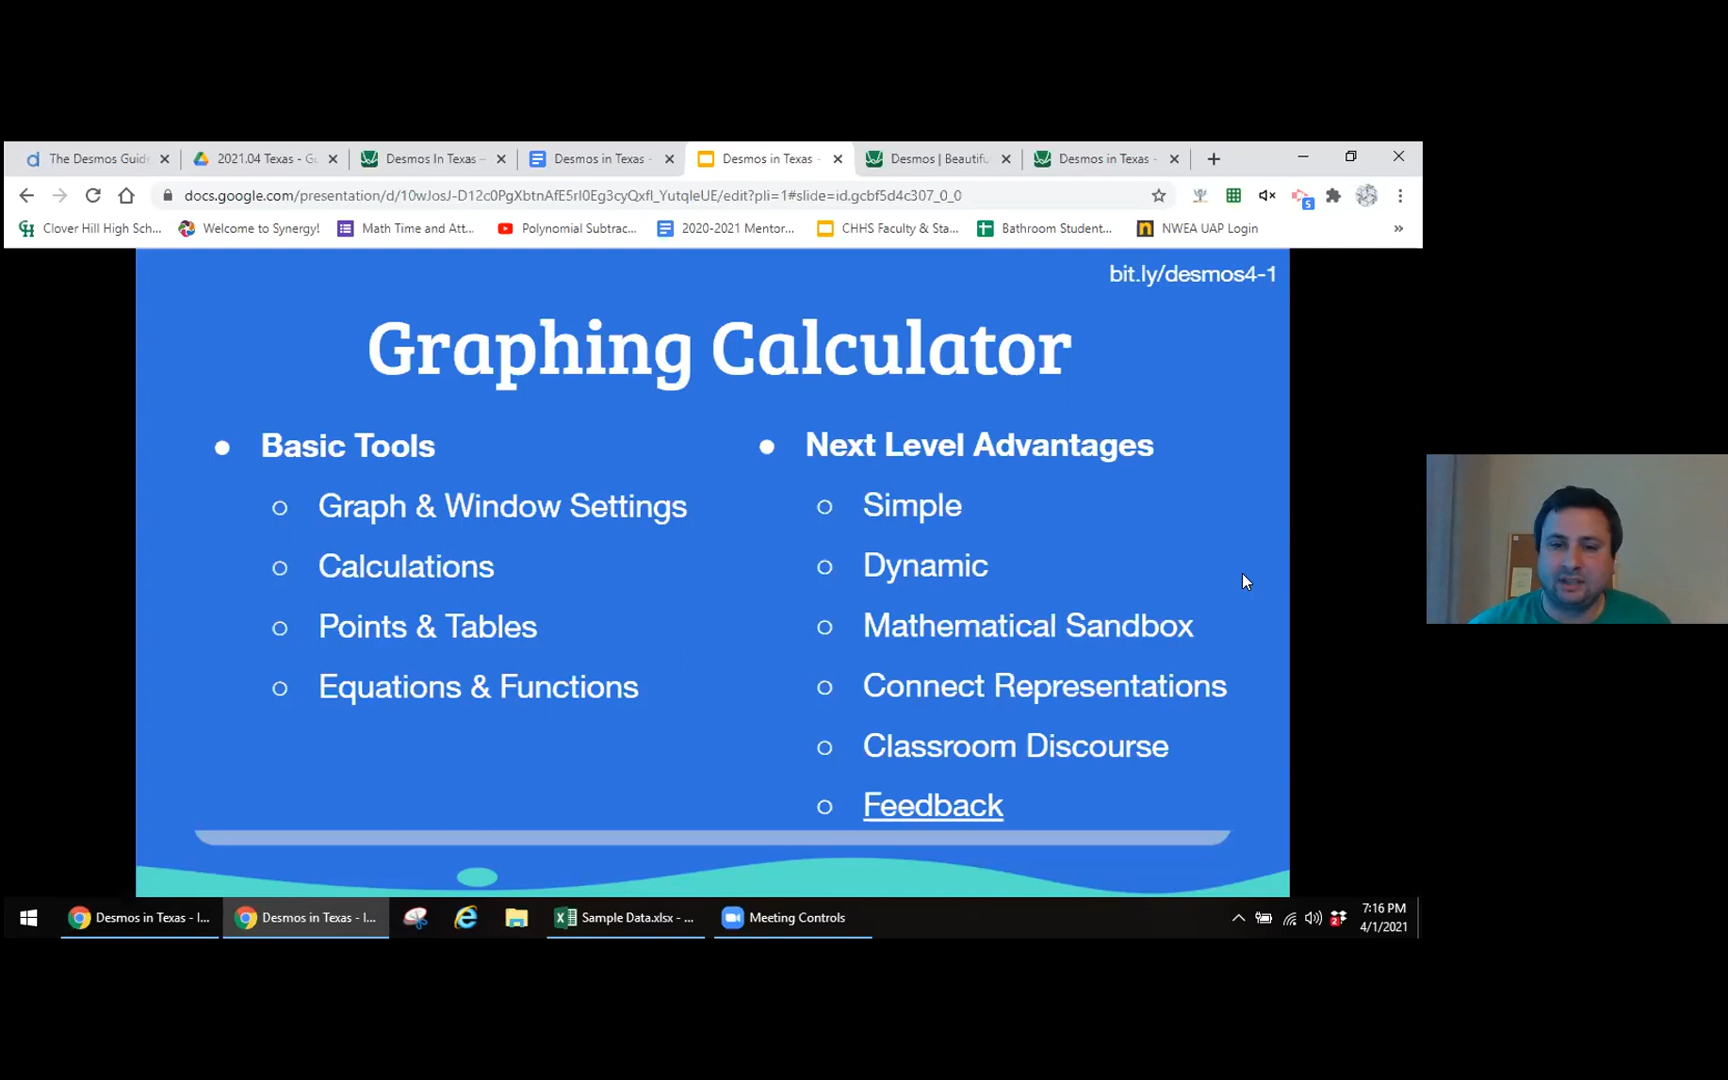 The Desmos Guid
2021.04 Texas - G
Desmos In Texas –
Desmos in Texas -
Desmos in Texas -
Desmos | Beautifu
Desmos in Texas -
docs.google.com/presentation/d/10wJosJ-D12c0PgXbtnAfE5rl0Eg3cyQxfl_YutqleUE/edit?pli=1#slide=id.gcbf5d4c307_0_0
5
Clover Hill High Sch...
Welcome to Synergy!
Math Time and Att...
Polynomial Subtrac...
2020-2021 Mentor...
CHHS Faculty & Sta...
Bathroom Student...
NWEA UAP Login
»
bit.ly/desmos4-1
Graphing Calculator
Basic Tools
Graph & Window Settings
Calculations
Points & Tables
Equations & Functions
Next Level Advantages
Simple
Dynamic
Mathematical Sandbox
Connect Representations
Classroom Discourse
Feedback
Desmos in Texas - I...
Desmos in Texas - I...
Sample Data.xlsx - ...
Meeting Controls
2
7:16 PM
4/1/2021